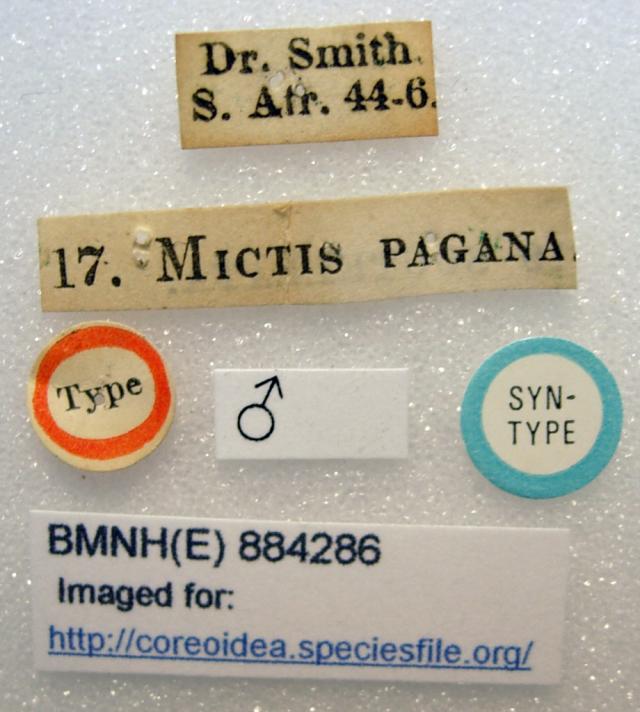 Dr. Smith.
S. Afr. 44-6.
17. MICTIS PAGANA.
Type
♂
SYN-
TYPE
BMNH(E) 884286
Imaged for:
http://coreoidea.speciesfile.org/